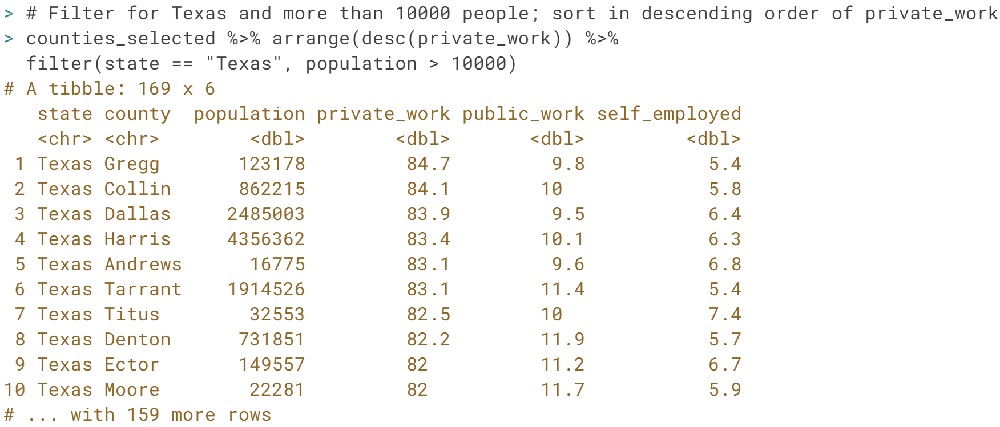 > # Filter for Texas and more than 10000 people; sort in descending order of private_work
> counties_selected %>% arrange(desc(private_work)) %>%
  filter(state == "Texas", population > 10000)
# A tibble: 169 x 6
   state county  population private_work public_work self_employed
   <chr> <chr>        <dbl>        <dbl>       <dbl>         <dbl>
 1 Texas Gregg       123178         84.7         9.8           5.4
 2 Texas Collin      862215         84.1        10             5.8
 3 Texas Dallas     2485003         83.9         9.5           6.4
 4 Texas Harris     4356362         83.4        10.1           6.3
 5 Texas Andrews      16775         83.1         9.6           6.8
 6 Texas Tarrant    1914526         83.1        11.4           5.4
 7 Texas Titus        32553         82.5        10             7.4
 8 Texas Denton      731851         82.2        11.9           5.7
 9 Texas Ector       149557         82          11.2           6.7
10 Texas Moore        22281         82          11.7           5.9
# ... with 159 more rows